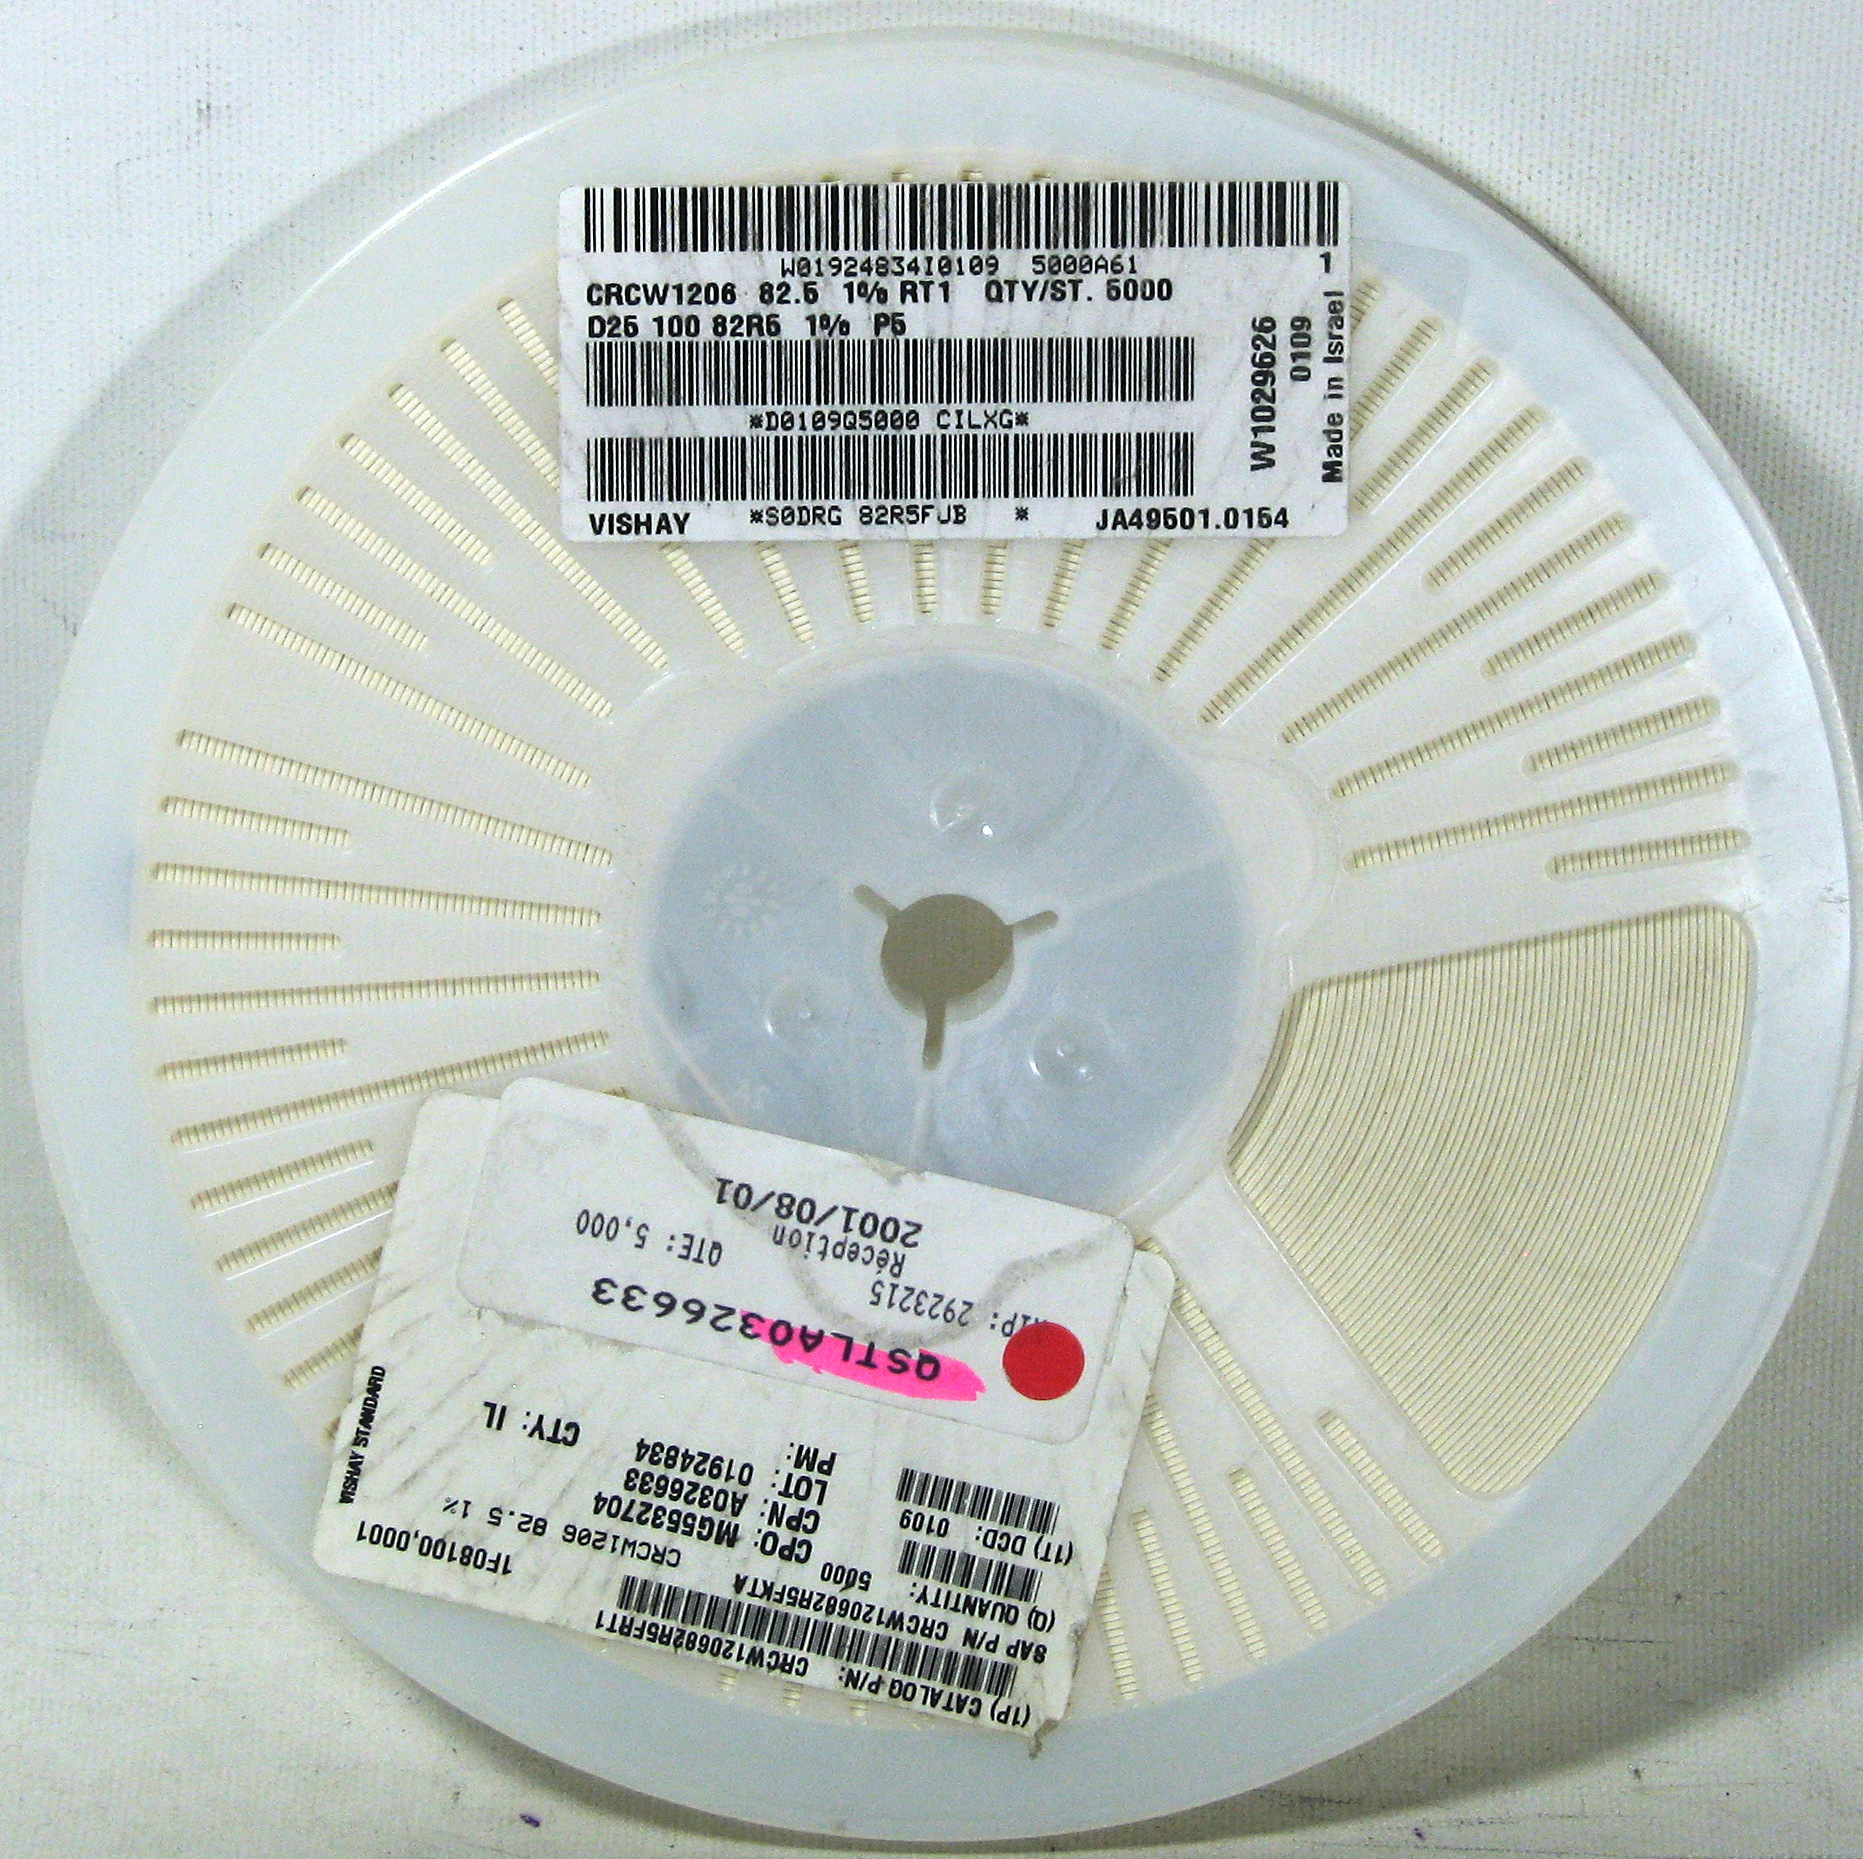 W01924834I0109 5000A61 1
CRCW1206 82.5 1% RT1 QTY/ST. 5000
D25 100 82R5 1% P5
*D0109Q5000 CILXG*
VISHAY *S0DRG 82R5FJB * JA49501.0154
W1029626
0109
Made in Israel
(1P) CATALOG P/N: CRCW120682R5FRT1
SAP P/N CRCW120682R5FKTA
1F08100,0001
(Q) QUANTITY: 5000 CRCW1206 82.5 1%
CPO: MG5532704
(1T) DCD: 0109 CPN: A0326633
LOT: 01924834
PM: CTY: IL
VISHAY STANDARD
QSTLA0326633
2923215 QTE: 5,000
Réception
2001/08/01